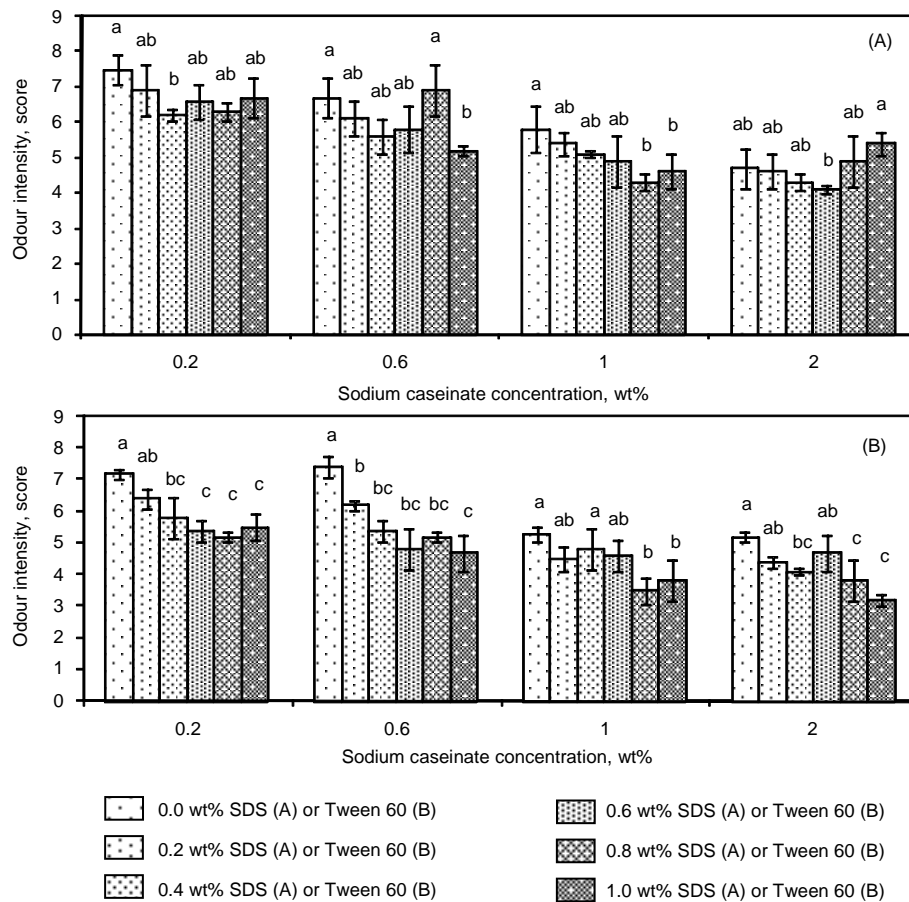 9
8
7
6
5
4
3
2
1
0
Odour intensity, score
(A)
a ab b ab ab ab
a ab ab ab a b
a ab ab ab b b
ab ab ab b ab a
0.2 0.6 1 2
Sodium caseinate concentration, wt%
9
8
7
6
5
4
3
2
1
0
Odour intensity, score
(B)
a ab bc c c c
a b bc bc bc c
a ab a ab b b
a ab bc ab c c
0.2 0.6 1 2
Sodium caseinate concentration, wt%
0.0 wt% SDS (A) or Tween 60 (B)
0.2 wt% SDS (A) or Tween 60 (B)
0.4 wt% SDS (A) or Tween 60 (B)
0.6 wt% SDS (A) or Tween 60 (B)
0.8 wt% SDS (A) or Tween 60 (B)
1.0 wt% SDS (A) or Tween 60 (B)